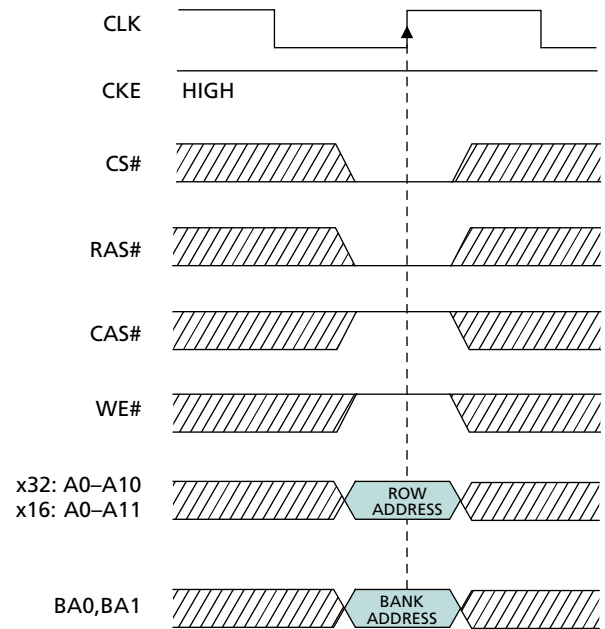 CLK
CKE HIGH
CS#
RAS#
CAS#
WE#
x32: A0–A10
x16: A0–A11
ROW
ADDRESS
BA0,BA1
BANK
ADDRESS